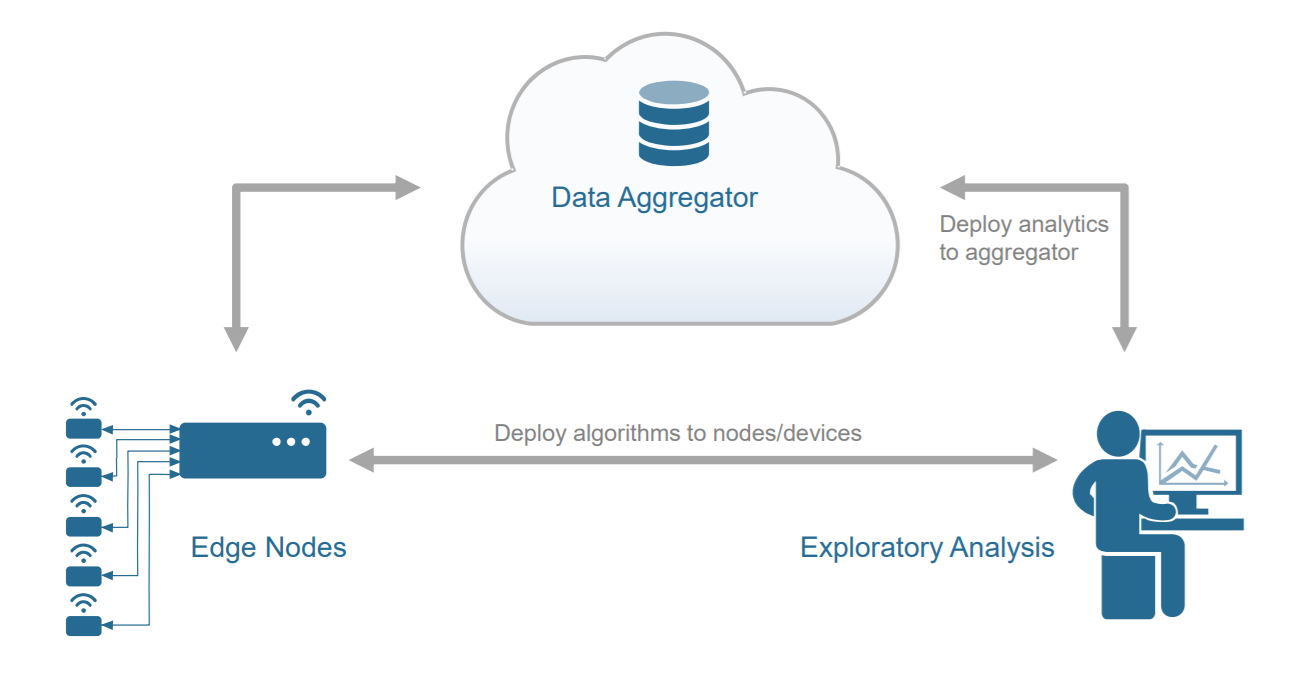 Data Aggregator
Deploy analytics
to aggregator
Deploy algorithms to nodes/devices
Edge Nodes
Exploratory Analysis